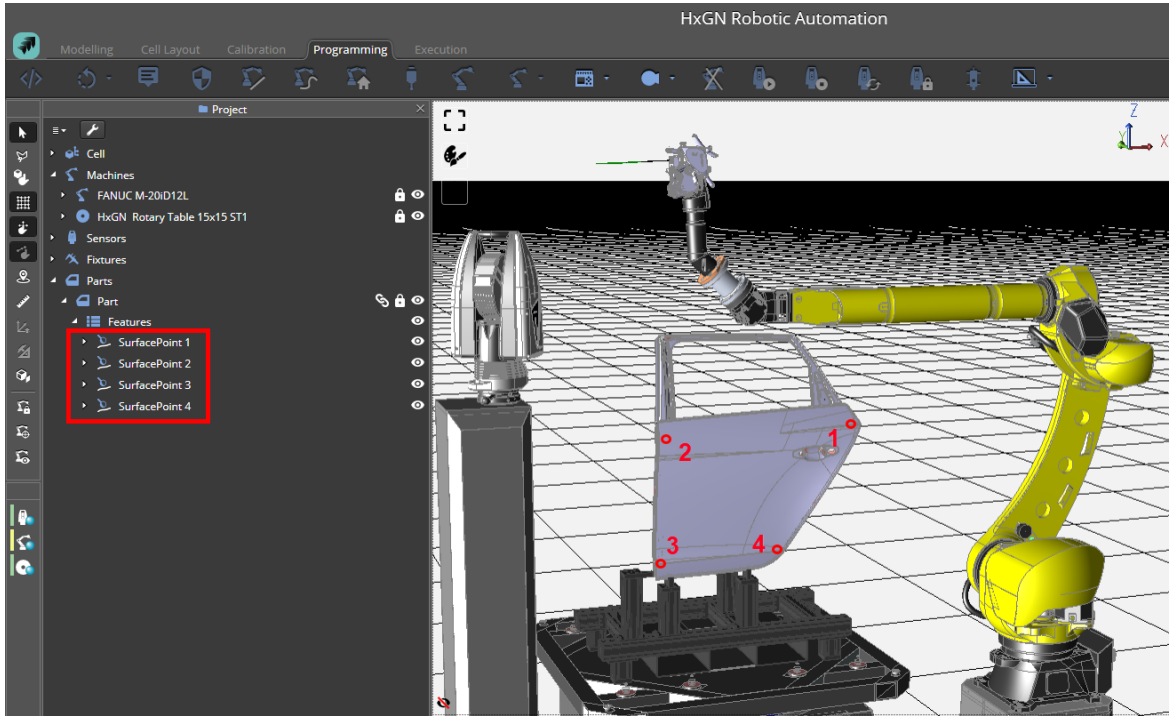 HxGN Robotic Automation
Modelling Cell Layout Calibration Programming Execution
Project
Cell
Machines
FANUC M-20iD12L
HxGN Rotary Table 15x15 ST1
Sensors
Fixtures
Parts
Part
Features
SurfacePoint 1
SurfacePoint 2
SurfacePoint 3
SurfacePoint 4
Z
Y
X
1
2
3
4